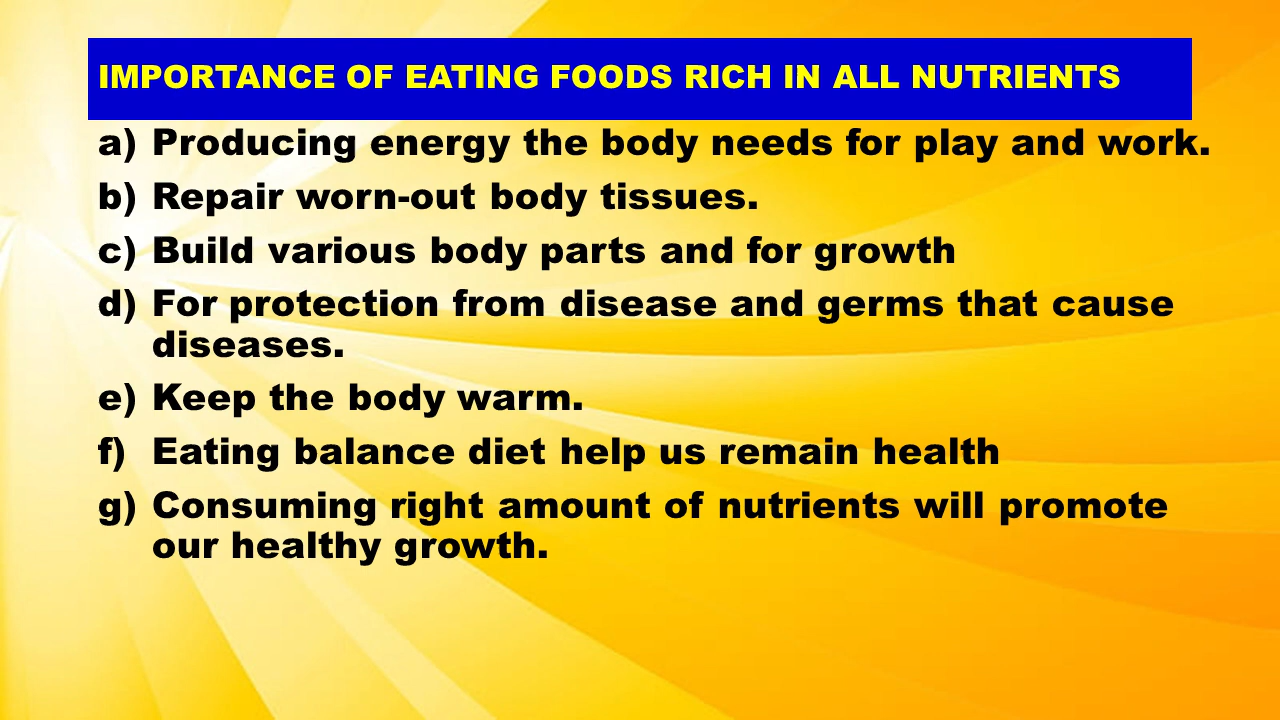 IMPORTANCE OF EATING FOODS RICH IN ALL NUTRIENTS
a) Producing energy the body needs for play and work.
b) Repair worn-out body tissues.
c) Build various body parts and for growth
d) For protection from disease and germs that cause
diseases.
e) Keep the body warm.
f) Eating balance diet help us remain health
g) Consuming right amount of nutrients will promote
our healthy growth.